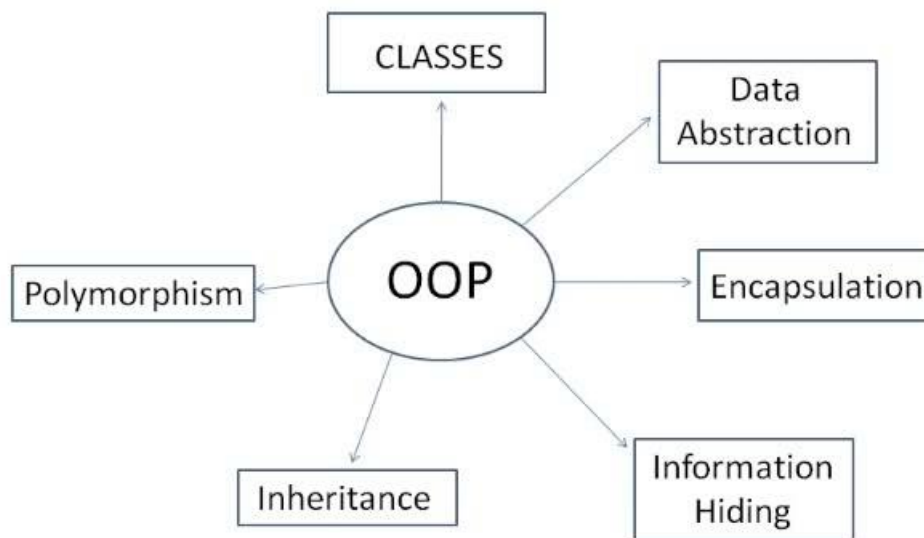 CLASSES
Data
Abstraction
OOP
Polymorphism
Encapsulation
Inheritance
Information
Hiding